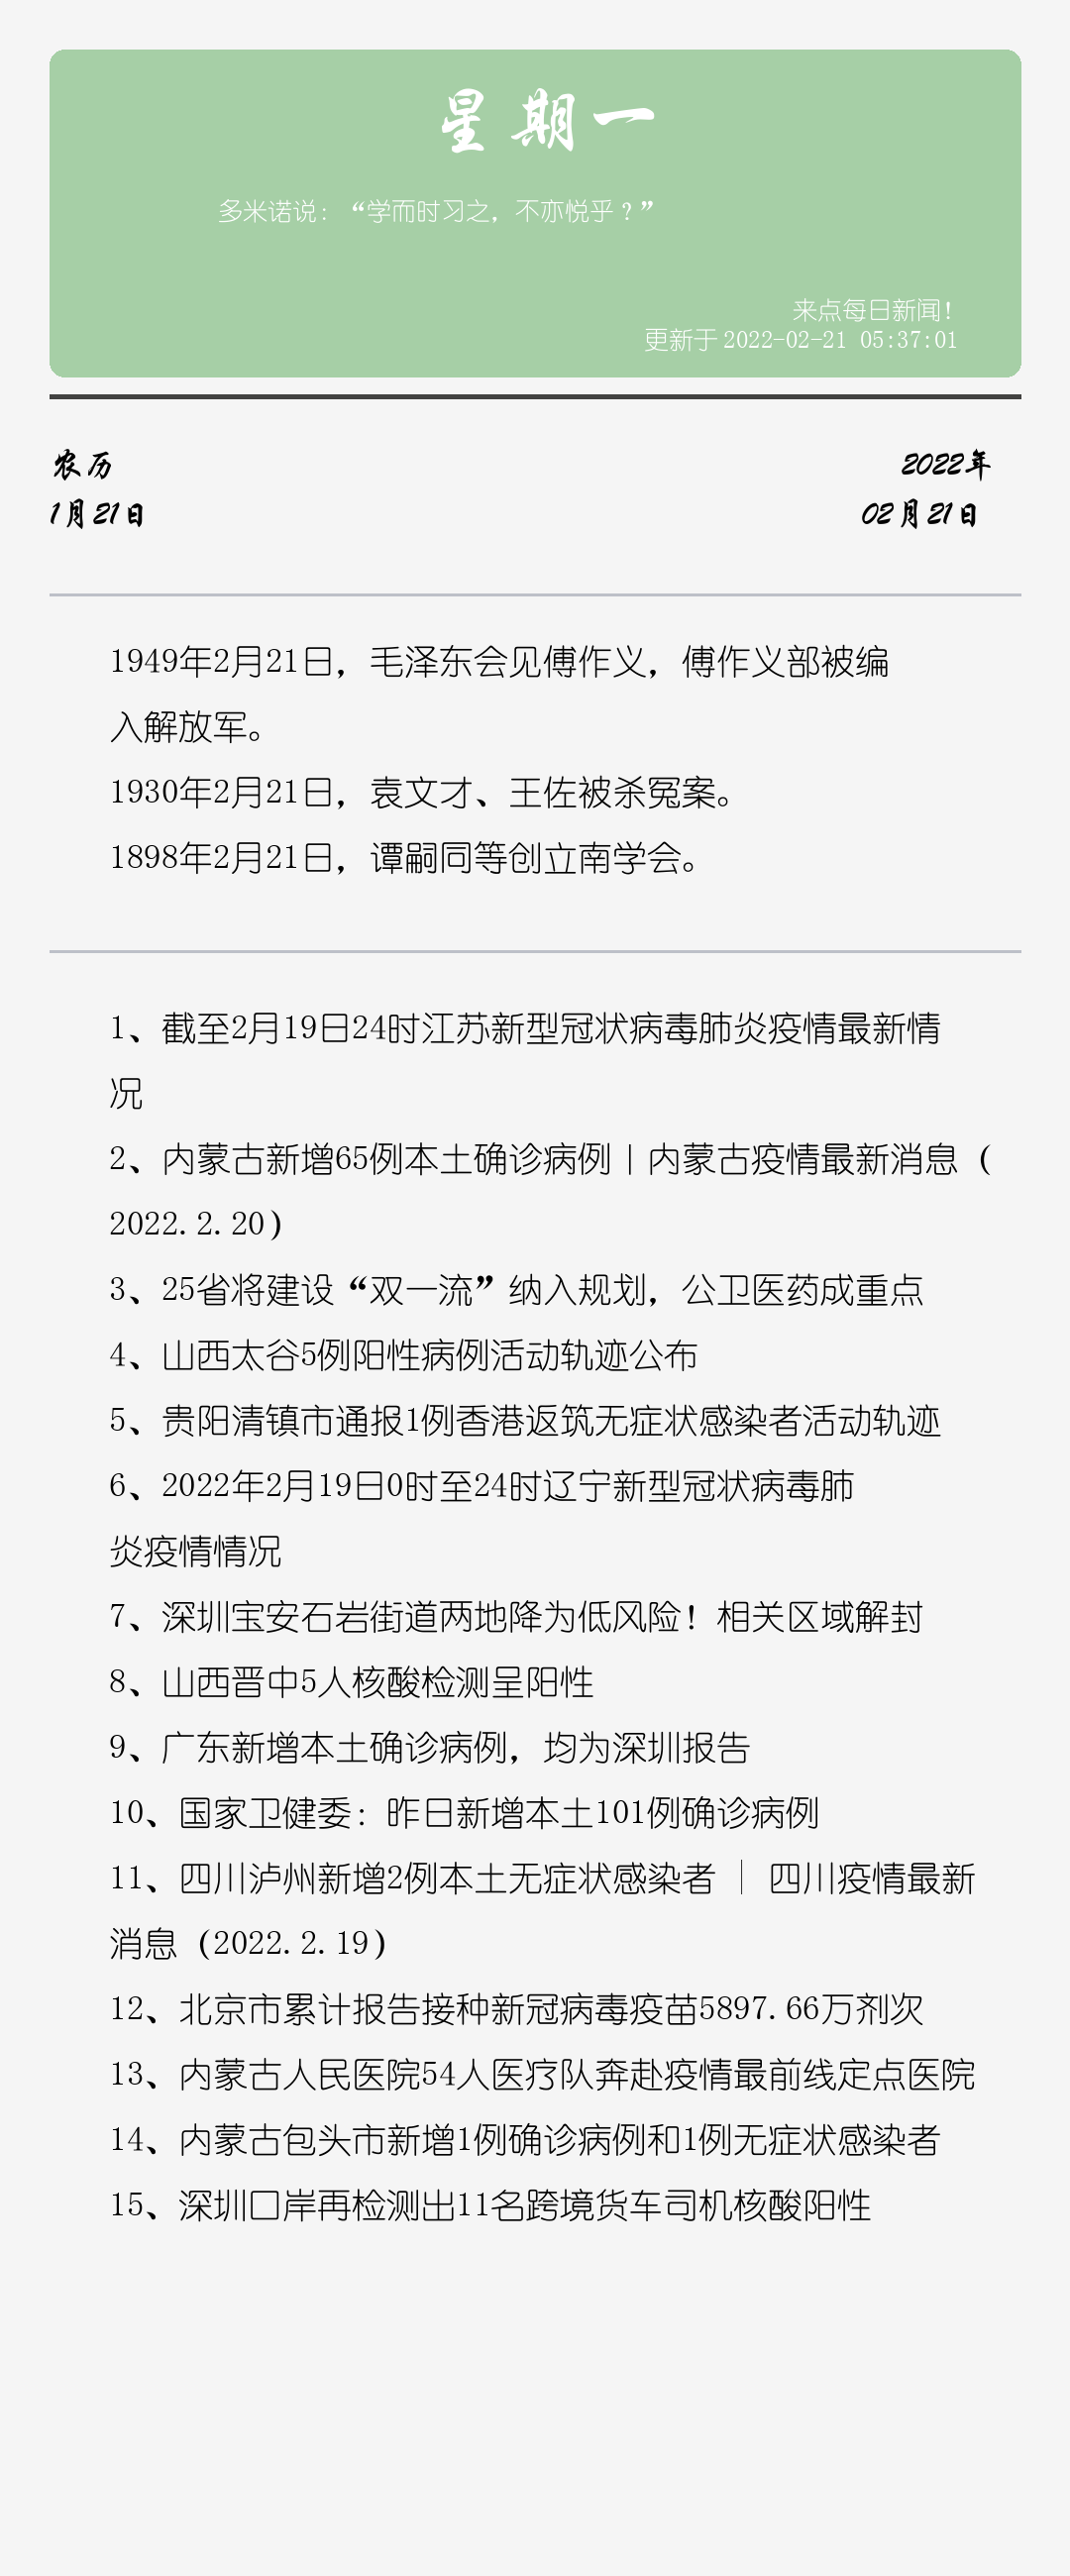 星期一
多米诺说：“学而时习之，不亦悦乎？”
来点每日新闻！
更新于 2022-02-21 05:37:01
农历
1月21日
2022年
02月21日
1949年2月21日，毛泽东会见傅作义，傅作义部被编
入解放军。
1930年2月21日，袁文才、王佐被杀冤案。
1898年2月21日，谭嗣同等创立南学会。
1、截至2月19日24时江苏新型冠状病毒肺炎疫情最新情
况
2、内蒙古新增65例本土确诊病例丨内蒙古疫情最新消息（
2022.2.20）
3、25省将建设“双一流”纳入规划，公卫医药成重点
4、山西太谷5例阳性病例活动轨迹公布
5、贵阳清镇市通报1例香港返筑无症状感染者活动轨迹
6、2022年2月19日0时至24时辽宁新型冠状病毒肺
炎疫情情况
7、深圳宝安石岩街道两地降为低风险！相关区域解封
8、山西晋中5人核酸检测呈阳性
9、广东新增本土确诊病例，均为深圳报告
10、国家卫健委：昨日新增本土101例确诊病例
11、四川泸州新增2例本土无症状感染者 │ 四川疫情最新
消息（2022.2.19）
12、北京市累计报告接种新冠病毒疫苗5897.66万剂次
13、内蒙古人民医院54人医疗队奔赴疫情最前线定点医院
14、内蒙古包头市新增1例确诊病例和1例无症状感染者
15、深圳口岸再检测出11名跨境货车司机核酸阳性